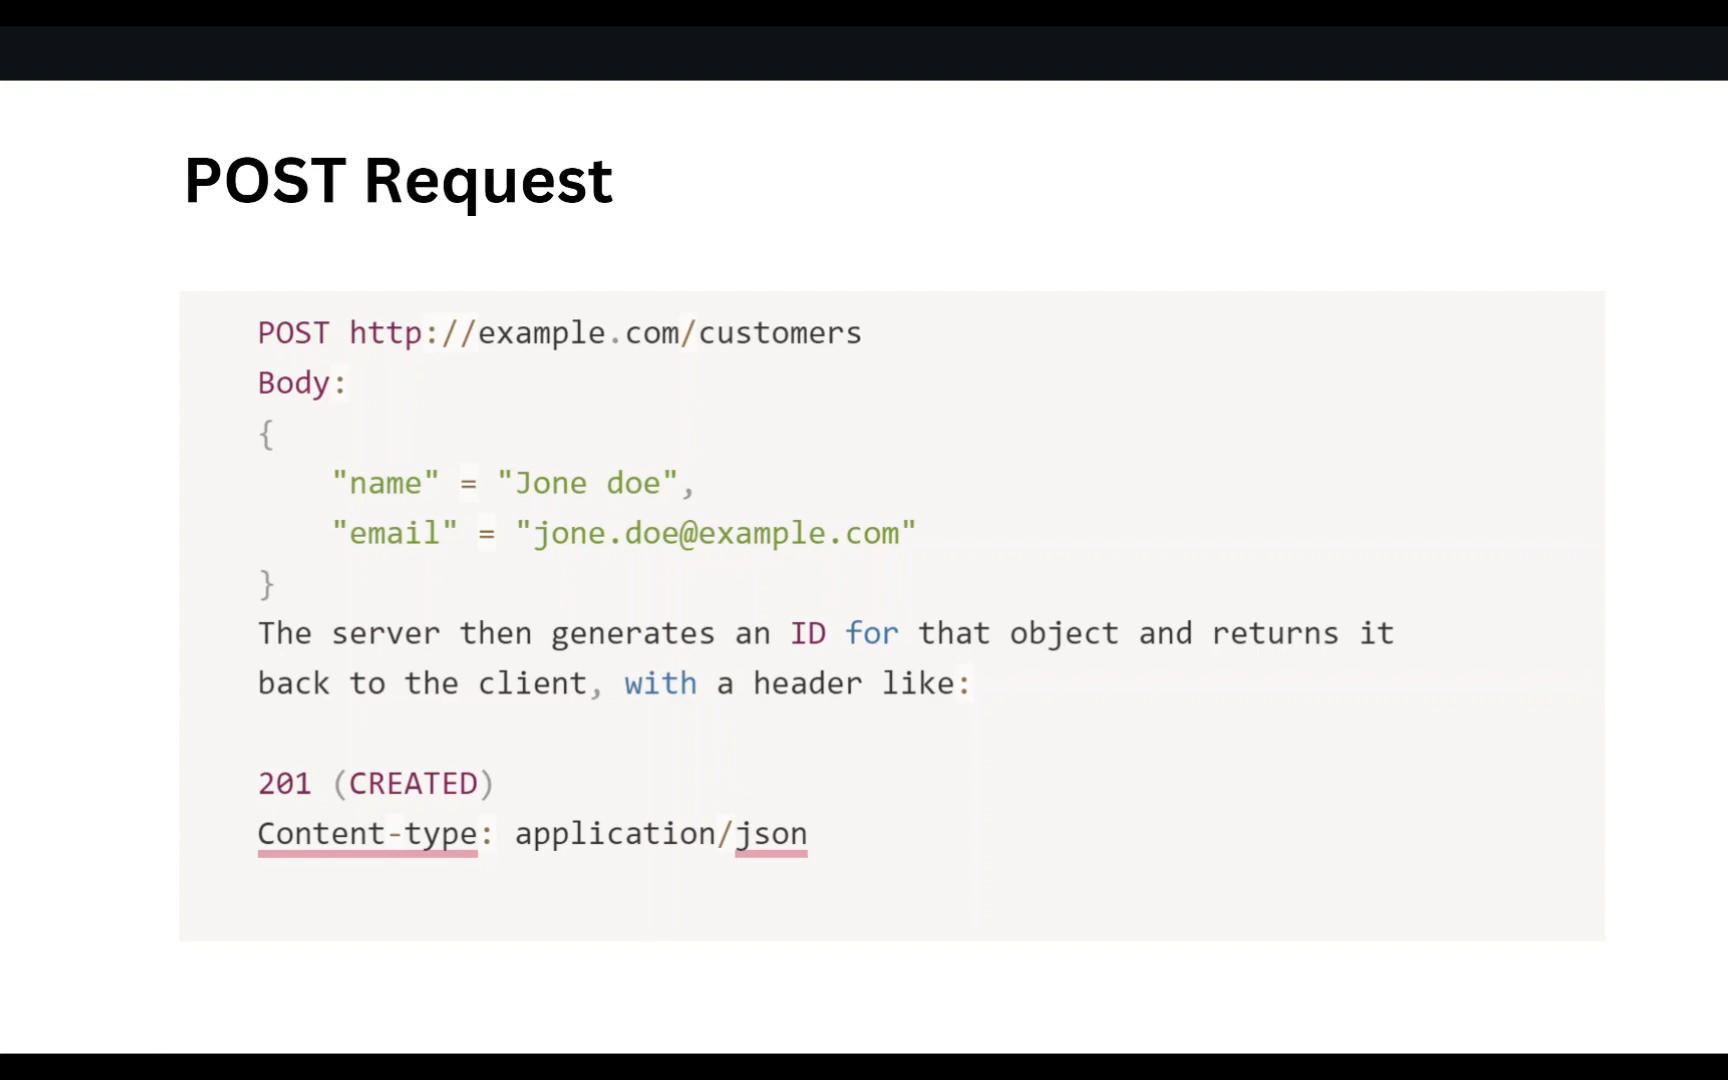 POST Request
POST http://example.com/customers
Body:
{
"name" = "Jone doe",
"email" = "jone.doe@example.com"
}
The server then generates an ID for that object and returns it
back to the client, with a header like:
201 (CREATED)
Content-type: application/json